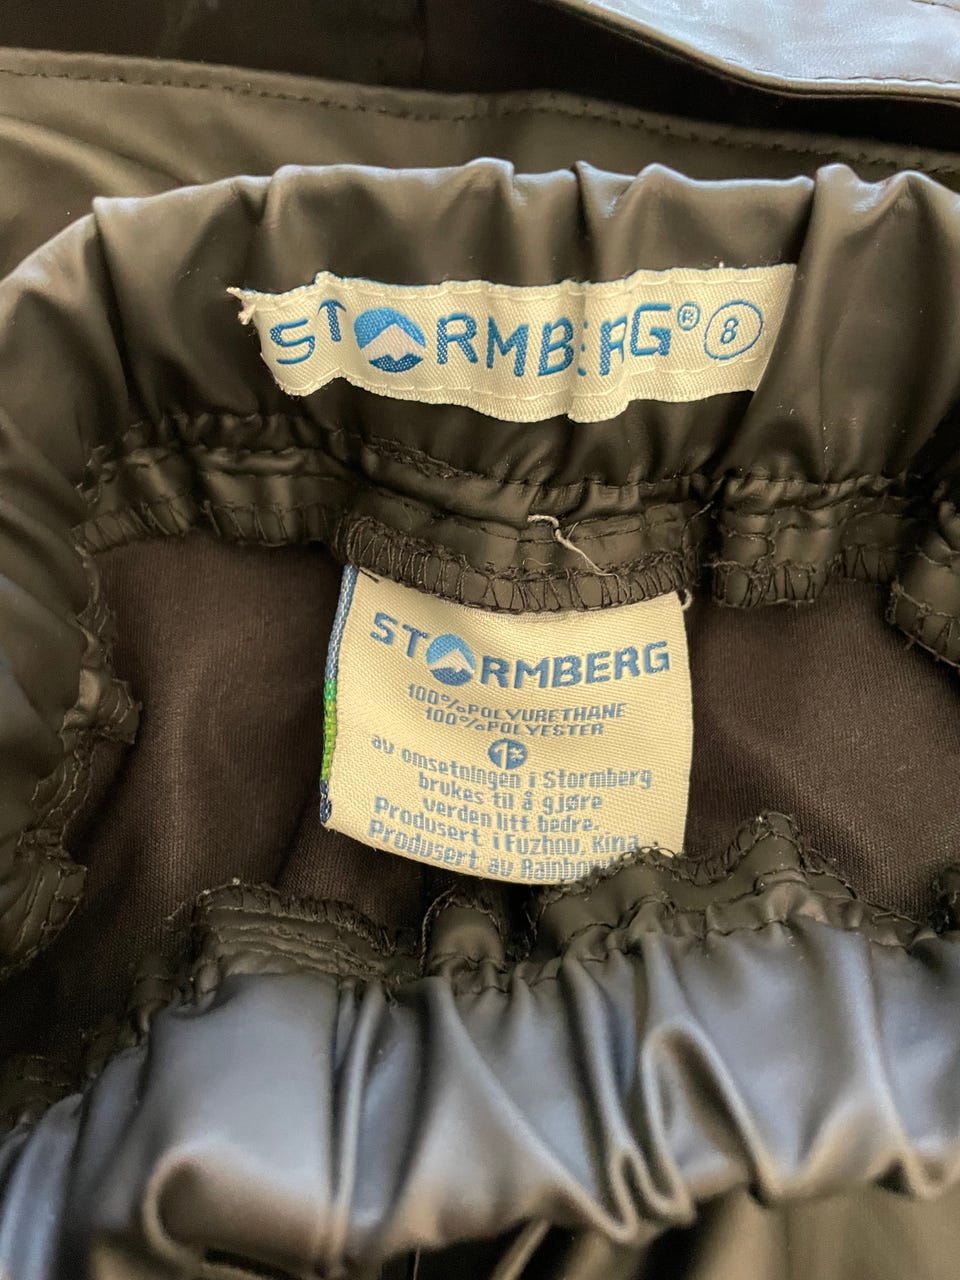 STORMBERG® 8
STORMBERG
100%POLYURETHANE
100%POLYESTER
1%
av omsetningen i Stormberg
brukes til å gjøre
verden litt bedre.
Produsert i Fuzhou, Kina
Produsert av